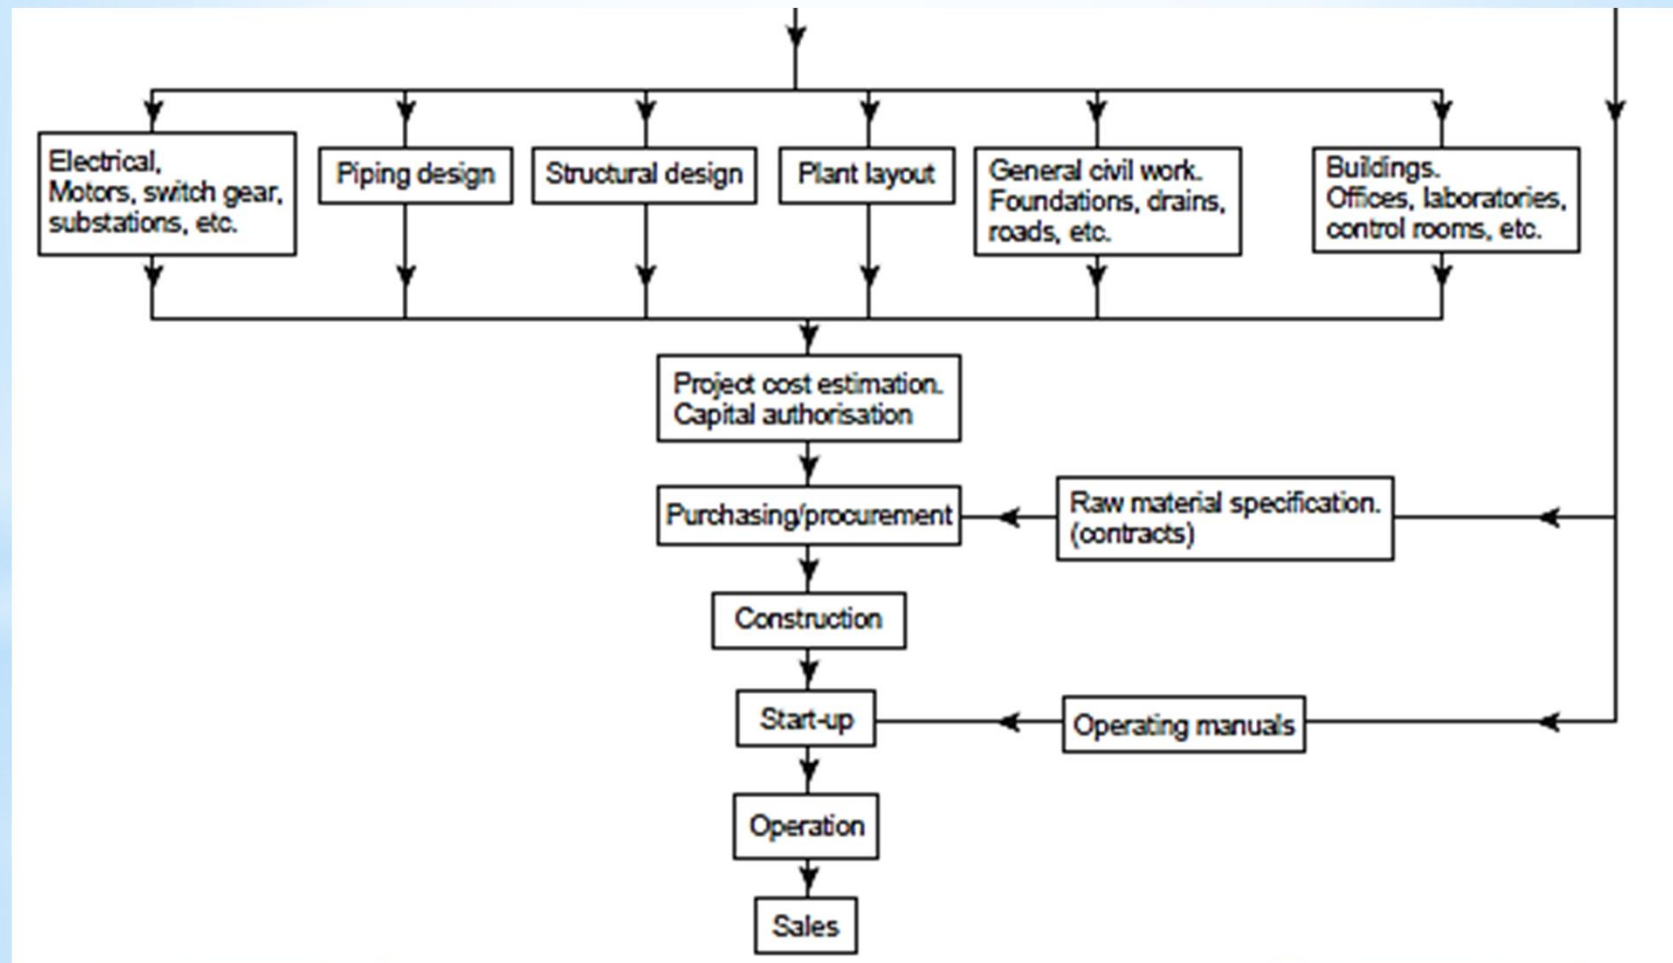 Electrical,
Motors, switch gear,
substations, etc.
Piping design
Structural design
Plant layout
General civil work.
Foundations, drains,
roads, etc.
Buildings.
Offices, laboratories,
control rooms, etc.
Project cost estimation.
Capital authorisation
Purchasing/procurement
Raw material specification.
(contracts)
Construction
Start-up
Operating manuals
Operation
Sales